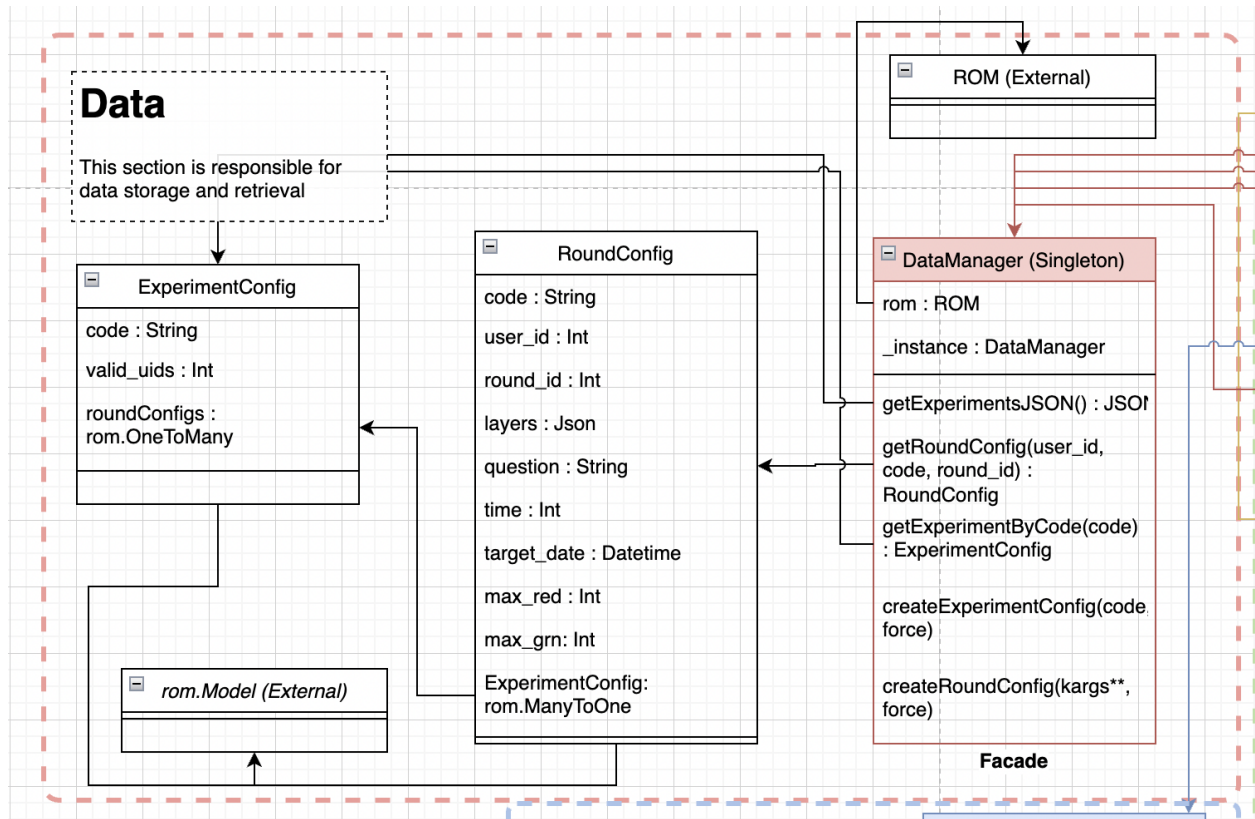 Data
This section is responsible for
data storage and retrieval
ROM (External)
ExperimentConfig
code : String
valid_uids : Int
roundConfigs :
rom.OneToMany
RoundConfig
code : String
user_id : Int
round_id : Int
layers : Json
question : String
time : Int
target_date : Datetime
max_red : Int
max_grn: Int
ExperimentConfig:
rom.ManyToOne
DataManager (Singleton)
rom : ROM
_instance : DataManager
getExperimentsJSON() : JSON
getRoundConfig(user_id,
code, round_id) :
RoundConfig
getExperimentByCode(code)
: ExperimentConfig
createExperimentConfig(code,
force)
createRoundConfig(kargs**,
force)
Facade
rom.Model (External)